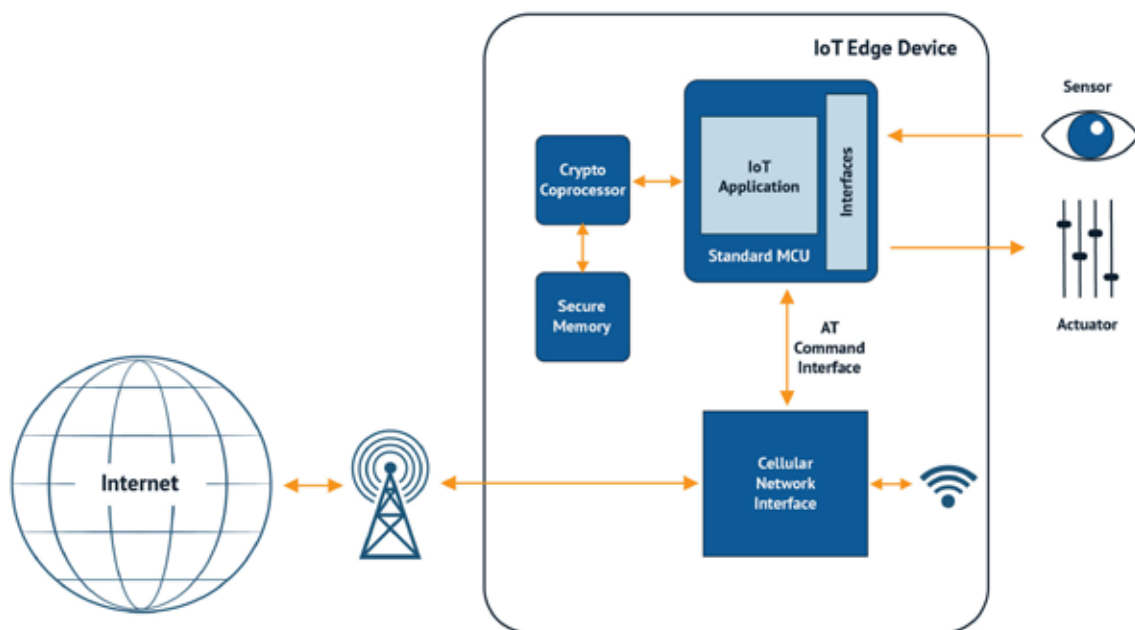 IoT Edge Device
Sensor
Crypto
Coprocessor
IoT
Application
Interfaces
Standard MCU
Secure
Memory
Actuator
AT
Command
Interface
Internet
Cellular
Network
Interface